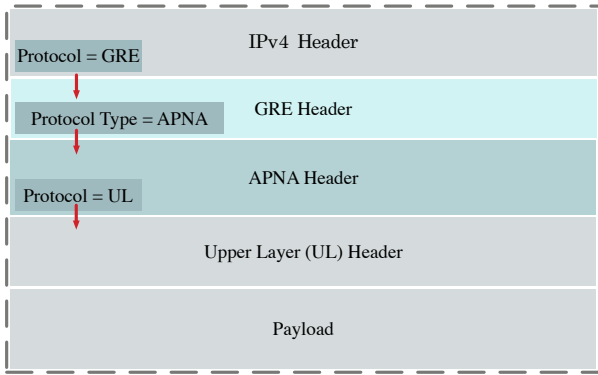 IPv4 Header
Protocol = GRE
GRE Header
Protocol Type = APNA
APNA Header
Protocol = UL
Upper Layer (UL) Header
Payload